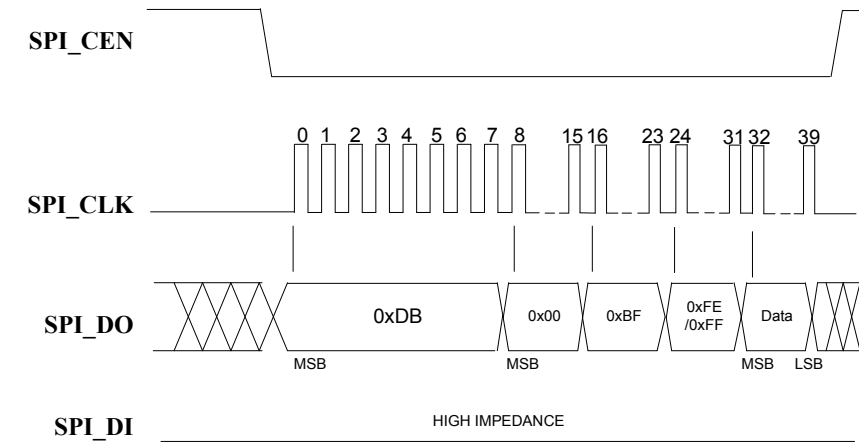 SPI_CEN
0 1 2 3 4 5 6 7 8 15 16 23 24 31 32 39
SPI_CLK
SPI_DO
0xDB
0x00
0xBF
0xFE
/0xFF
Data
MSB MSB MSB LSB
SPI_DI
HIGH IMPEDANCE